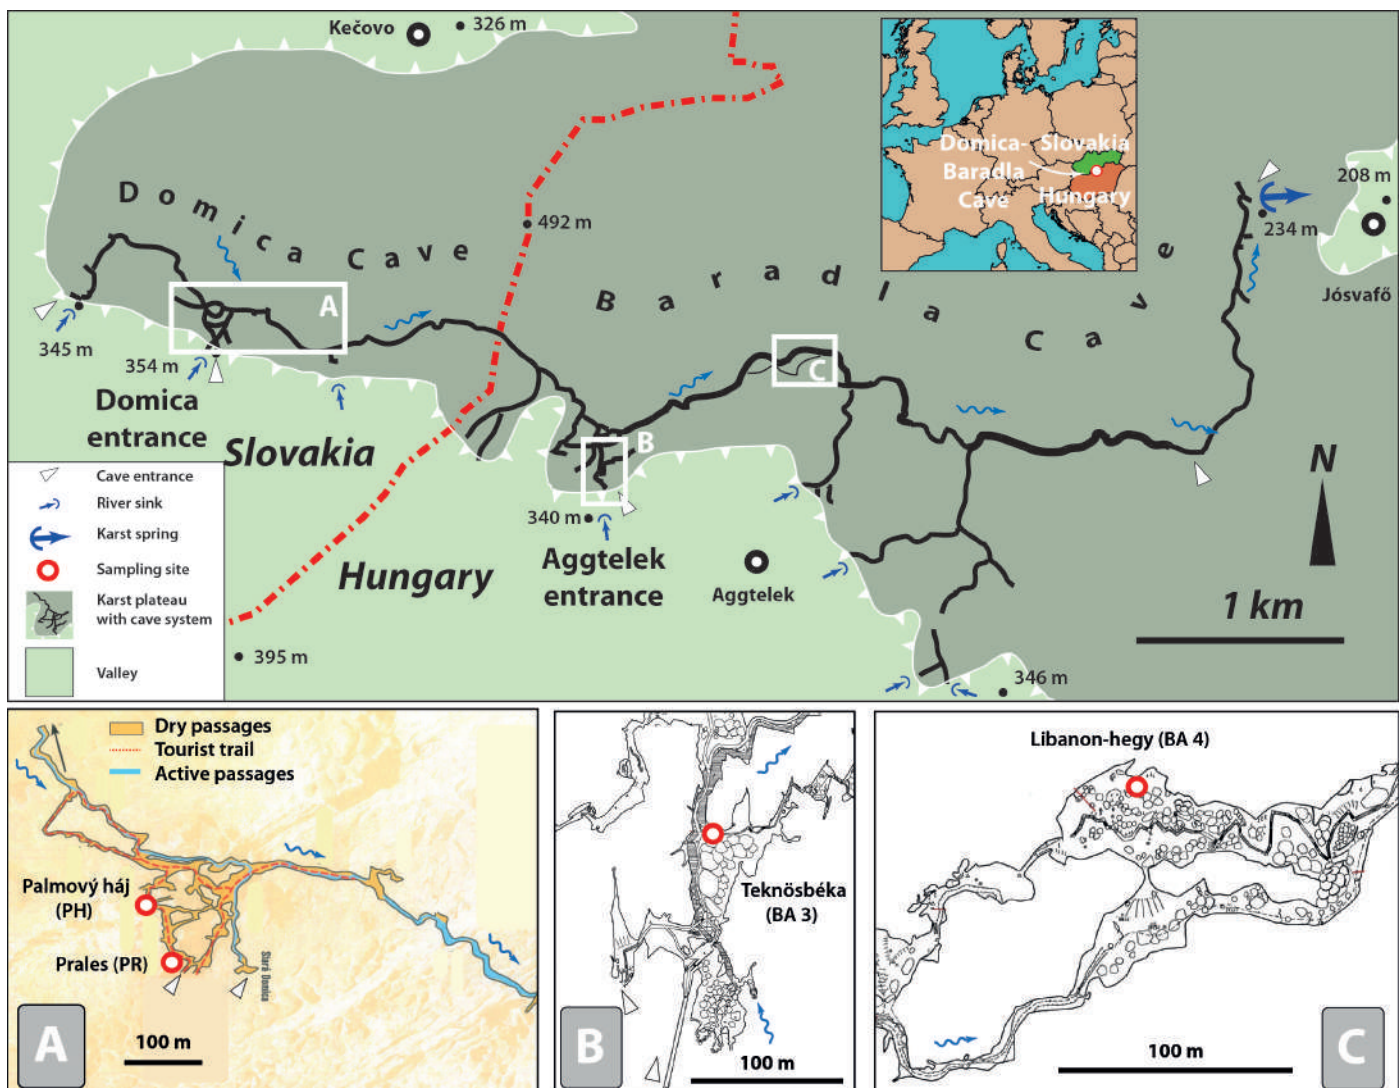 Kečovo
326 m
Domica Cave
492 m
Baradla Cave
Domica-
Baradla
Cave
Slovakia
Hungary
208 m
234 m
Jósvafő
A
345 m
354 m
Domica
entrance
Slovakia
C
B
N
Cave entrance
River sink
Karst spring
Sampling site
Karst plateau
with cave system
Valley
340 m
Hungary
Aggtelek
entrance
Aggtelek
1 km
395 m
346 m
Dry passages
Tourist trail
Active passages
Palmový háj
(PH)
Prales (PR)
Stará Domica
A
100 m
Teknösbéka
(BA 3)
B
100 m
Libanon-hegy (BA 4)
100 m
C